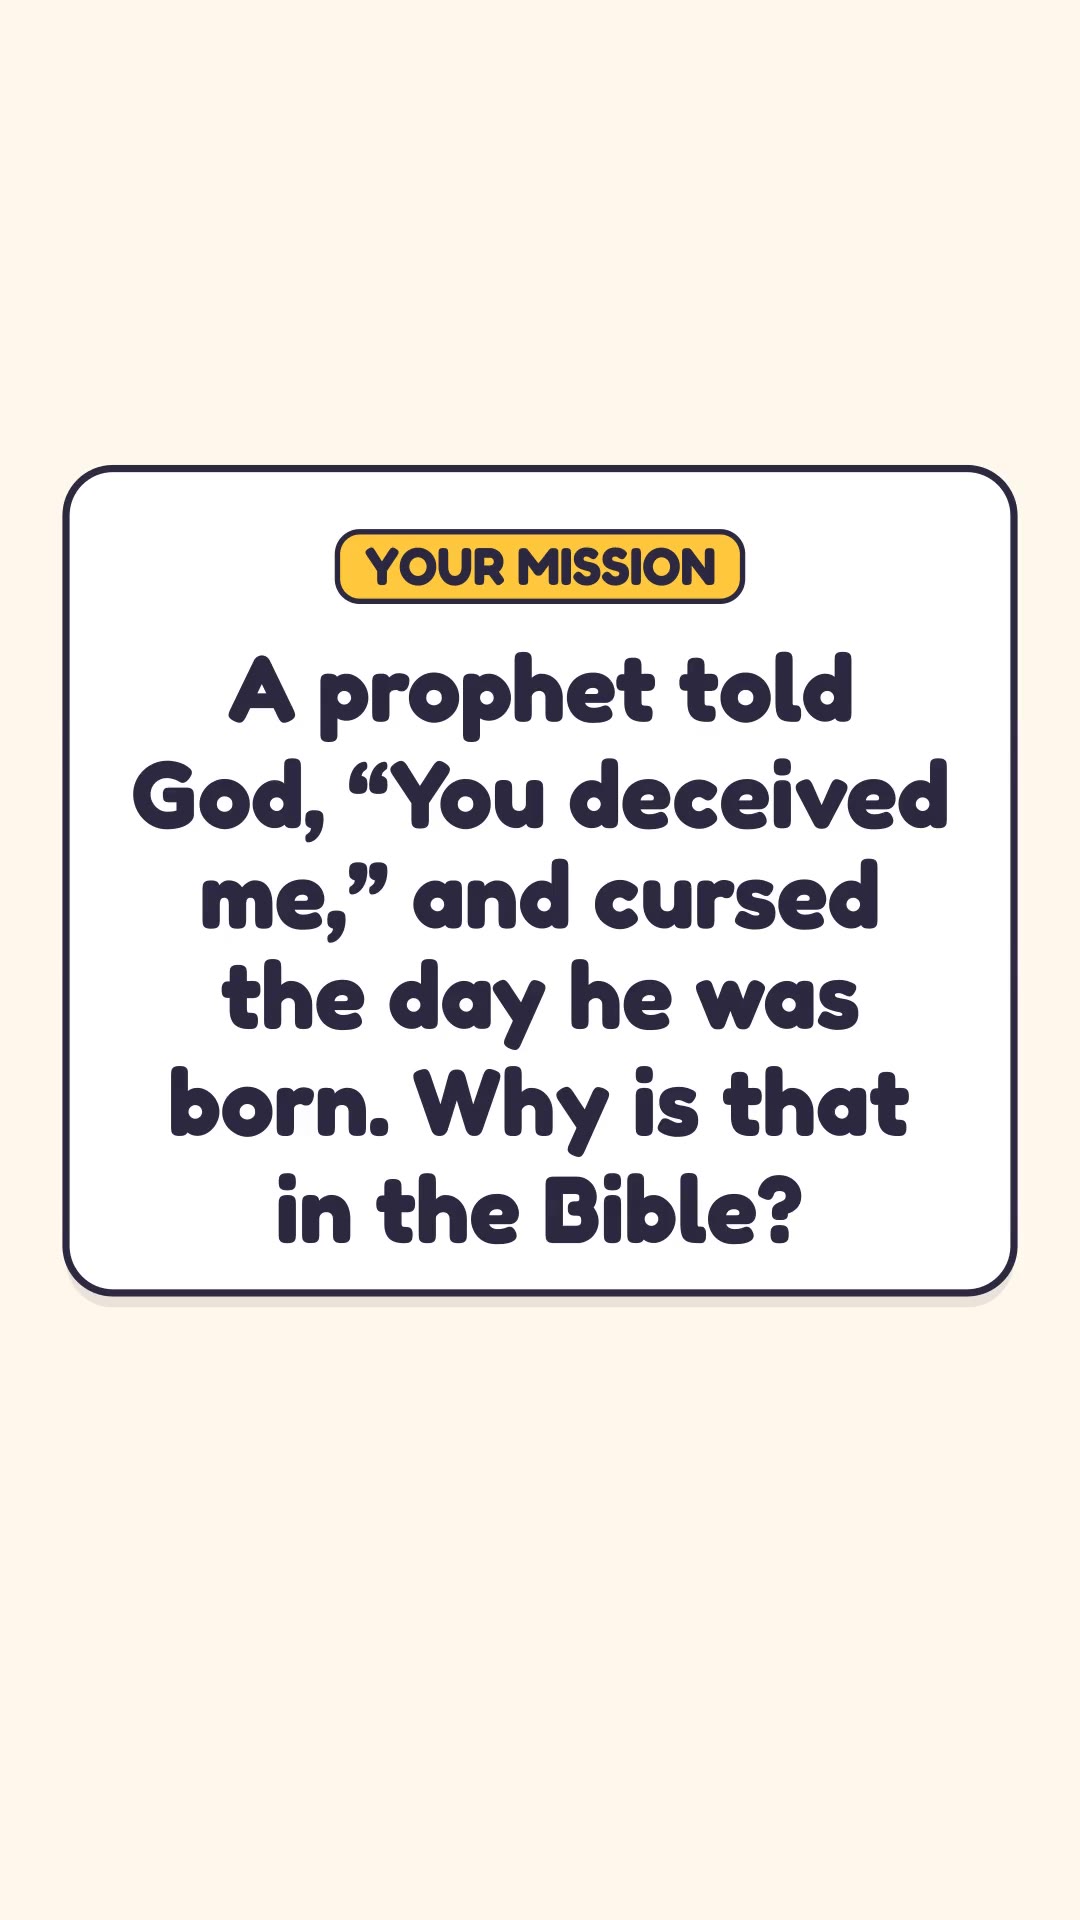 YOUR MISSION
A prophet told
God, “You deceived
me,” and cursed
the day he was
born. Why is that
in the Bible?